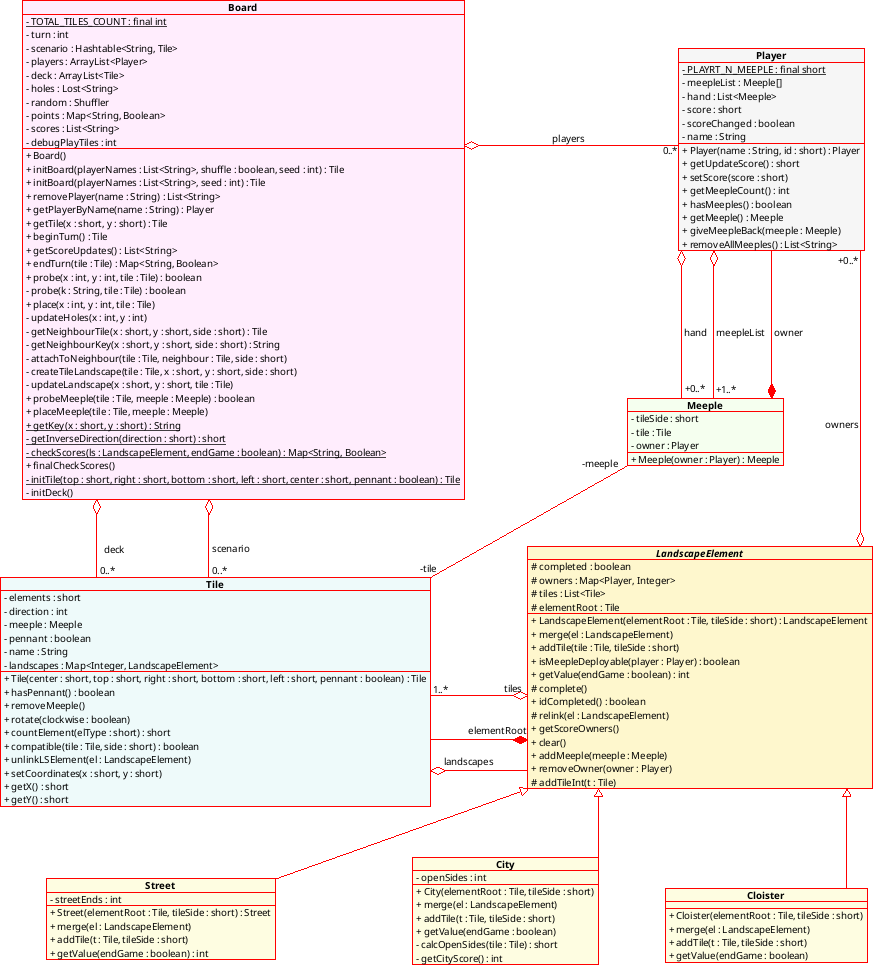 Board
- TOTAL_TILES_COUNT : final int
- turn : int
- scenario : Hashtable<String, Tile>
- players : ArrayList<Player>
- deck : ArrayList<Tile>
- holes : Lost<String>
- random : Shuffler
- points : Map<String, Boolean>
- scores : List<String>
- debugPlayTiles : int
+ Board()
+ initBoard(playerNames : List<String>, shuffle : boolean, seed : int) : Tile
+ initBoard(playerNames : List<String>, seed : int) : Tile
+ removePlayer(name : String) : List<String>
+ getPlayerByName(name : String) : Player
+ getTile(x : short, y : short) : Tile
+ beginTurn() : Tile
+ getScoreUpdates() : List<String>
+ endTurn(tile : Tile) : Map<String, Boolean>
+ probe(x : int, y : int, tile : Tile) : boolean
- probe(k : String, tile : Tile) : boolean
+ place(x : int, y : int, tile : Tile)
- updateHoles(x : int, y : int)
- getNeighbourTile(x : short, y : short, side : short) : Tile
- getNeighbourKey(x : short, y : short, side : short) : String
- attachToNeighbour(tile : Tile, neighbour : Tile, side : short)
- createTileLandscape(tile : Tile, x : short, y : short, side : short)
- updateLandscape(x : short, y : short, tile : Tile)
+ probeMeeple(tile : Tile, meeple : Meeple) : boolean
+ placeMeeple(tile : Tile, meeple : Meeple)
+ getKey(x : short, y : short) : String
- getInverseDirection(direction : short) : short
- checkScores(ls : LandscapeElement, endGame : boolean) : Map<String, Boolean>
+ finalCheckScores()
- initTile(top : short, right : short, bottom : short, left : short, center : short, pennant : boolean) : Tile
- initDeck()
players
0..*
Player
- PLAYRT_N_MEEPLE : final short
- meepleList : Meeple[]
- hand : List<Meeple>
- score : short
- scoreChanged : boolean
- name : String
+ Player(name : String, id : short) : Player
+ getUpdateScore() : short
+ setScore(score : short)
+ getMeepleCount() : int
+ hasMeeples() : boolean
+ getMeeple() : Meeple
+ giveMeepleBack(meeple : Meeple)
+ removeAllMeeples() : List<String>
+0..*
hand
meepleList
owner
+0..*
+1..*
owners
Meeple
- tileSide : short
- tile : Tile
- owner : Player
+ Meeple(owner : Player) : Meeple
-meeple
-tile
deck
0..*
scenario
0..*
Tile
- elements : short
- direction : int
- meeple : Meeple
- pennant : boolean
- name : String
- landscapes : Map<Integer, LandscapeElement>
+ Tile(center : short, top : short, right : short, bottom : short, left : short, pennant : boolean) : Tile
+ hasPennant() : boolean
+ removeMeeple()
+ rotate(clockwise : boolean)
+ countElement(elType : short) : short
+ compatible(tile : Tile, side : short) : boolean
+ unlinkLSElement(el : LandscapeElement)
+ setCoordinates(x : short, y : short)
+ getX() : short
+ getY() : short
1..*
tiles
elementRoot
landscapes
LandscapeElement
# completed : boolean
# owners : Map<Player, Integer>
# tiles : List<Tile>
# elementRoot : Tile
+ LandscapeElement(elementRoot : Tile, tileSide : short) : LandscapeElement
+ merge(el : LandscapeElement)
+ addTile(tile : Tile, tileSide : short)
+ isMeepleDeployable(player : Player) : boolean
+ getValue(endGame : boolean) : int
# complete()
+ idCompleted() : boolean
# relink(el : LandscapeElement)
+ getScoreOwners()
+ clear()
+ addMeeple(meeple : Meeple)
+ removeOwner(owner : Player)
# addTileInt(t : Tile)
Street
- streetEnds : int
+ Street(elementRoot : Tile, tileSide : short) : Street
+ merge(el : LandscapeElement)
+ addTile(t : Tile, tileSide : short)
+ getValue(endGame : boolean) : int
City
- openSides : int
+ City(elementRoot : Tile, tileSide : short)
+ merge(el : LandscapeElement)
+ addTile(t : Tile, tileSide : short)
+ getValue(endGame : boolean)
- calcOpenSides(tile : Tile) : short
- getCityScore() : int
Cloister
+ Cloister(elementRoot : Tile, tileSide : short)
+ merge(el : LandscapeElement)
+ addTile(t : Tile, tileSide : short)
+ getValue(endGame : boolean)